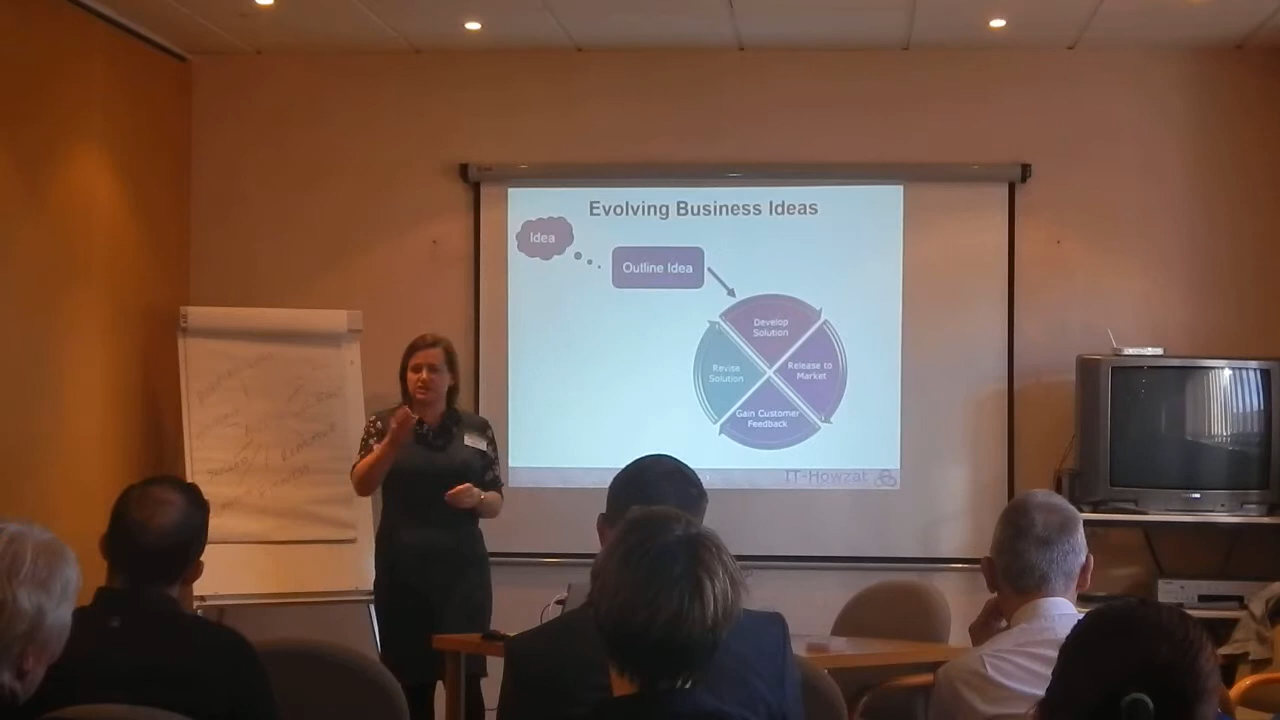 Evolving Business Ideas
Idea
Outline Idea
Develop
Solution
Release to
Market
Revise
Solution
Gain Customer
Feedback
IT-Howzat